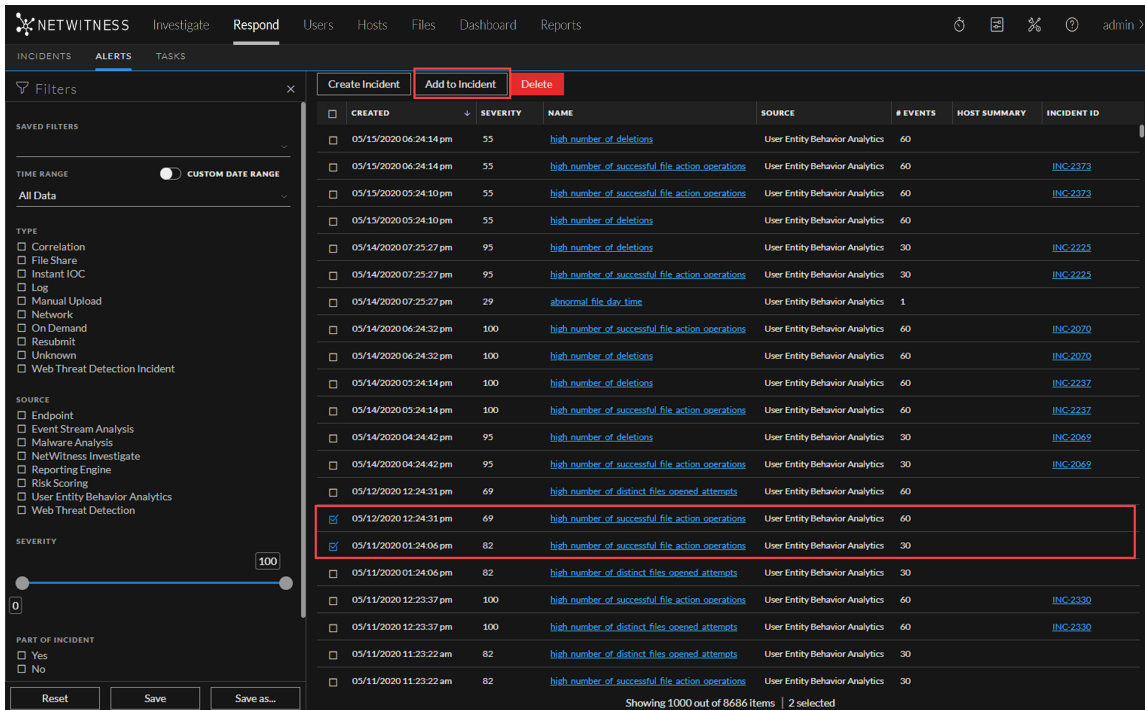 NETWITNESS Investigate Respond Users Hosts Files Dashboard Reports admin
INCIDENTS ALERTS TASKS
Filters
SAVED FILTERS
TIME RANGE CUSTOM DATE RANGE
All Data
TYPE
Correlation
File Share
Instant IOC
Log
Manual Upload
Network
On Demand
Resubmit
Unknown
Web Threat Detection Incident
SOURCE
Endpoint
Event Stream Analysis
Malware Analysis
NetWitness Investigate
Reporting Engine
Risk Scoring
User Entity Behavior Analytics
Web Threat Detection
SEVERITY
100
0
PART OF INCIDENT
Yes
No
Reset Save Save as...
Create Incident Add to Incident Delete
CREATED SEVERITY NAME SOURCE # EVENTS HOST SUMMARY INCIDENT ID
05/15/2020 06:24:14 pm 55 high number of deletions User Entity Behavior Analytics 60
05/15/2020 06:24:14 pm 55 high number of successful file action operations User Entity Behavior Analytics 60 INC-2373
05/15/2020 05:24:10 pm 55 high number of successful file action operations User Entity Behavior Analytics 60 INC-2373
05/15/2020 05:24:10 pm 55 high number of deletions User Entity Behavior Analytics 60
05/14/2020 07:25:27 pm 95 high number of deletions User Entity Behavior Analytics 30 INC-2225
05/14/2020 07:25:27 pm 95 high number of successful file action operations User Entity Behavior Analytics 30 INC-2225
05/14/2020 07:25:27 pm 29 abnormal file day time User Entity Behavior Analytics 1
05/14/2020 06:24:32 pm 100 high number of successful file action operations User Entity Behavior Analytics 60 INC-2070
05/14/2020 06:24:32 pm 100 high number of deletions User Entity Behavior Analytics 60 INC-2070
05/14/2020 05:24:14 pm 100 high number of deletions User Entity Behavior Analytics 60 INC-2237
05/14/2020 05:24:14 pm 100 high number of successful file action operations User Entity Behavior Analytics 60 INC-2237
05/14/2020 04:24:42 pm 95 high number of deletions User Entity Behavior Analytics 30 INC-2069
05/14/2020 04:24:42 pm 95 high number of successful file action operations User Entity Behavior Analytics 30 INC-2069
05/12/2020 12:24:31 pm 69 high number of distinct files opened attempts User Entity Behavior Analytics 60
05/12/2020 12:24:31 pm 69 high number of successful file action operations User Entity Behavior Analytics 60
05/11/2020 01:24:06 pm 82 high number of successful file action operations User Entity Behavior Analytics 30
05/11/2020 01:24:06 pm 82 high number of distinct files opened attempts User Entity Behavior Analytics 30
05/11/2020 12:23:37 pm 100 high number of successful file action operations User Entity Behavior Analytics 60 INC-2330
05/11/2020 12:23:37 pm 100 high number of distinct files opened attempts User Entity Behavior Analytics 60 INC-2330
05/11/2020 11:23:22 am 82 high number of distinct files opened attempts User Entity Behavior Analytics 30
05/11/2020 11:23:22 am 82 high number of successful file action operations User Entity Behavior Analytics 30
Showing 1000 out of 8686 items | 2 selected